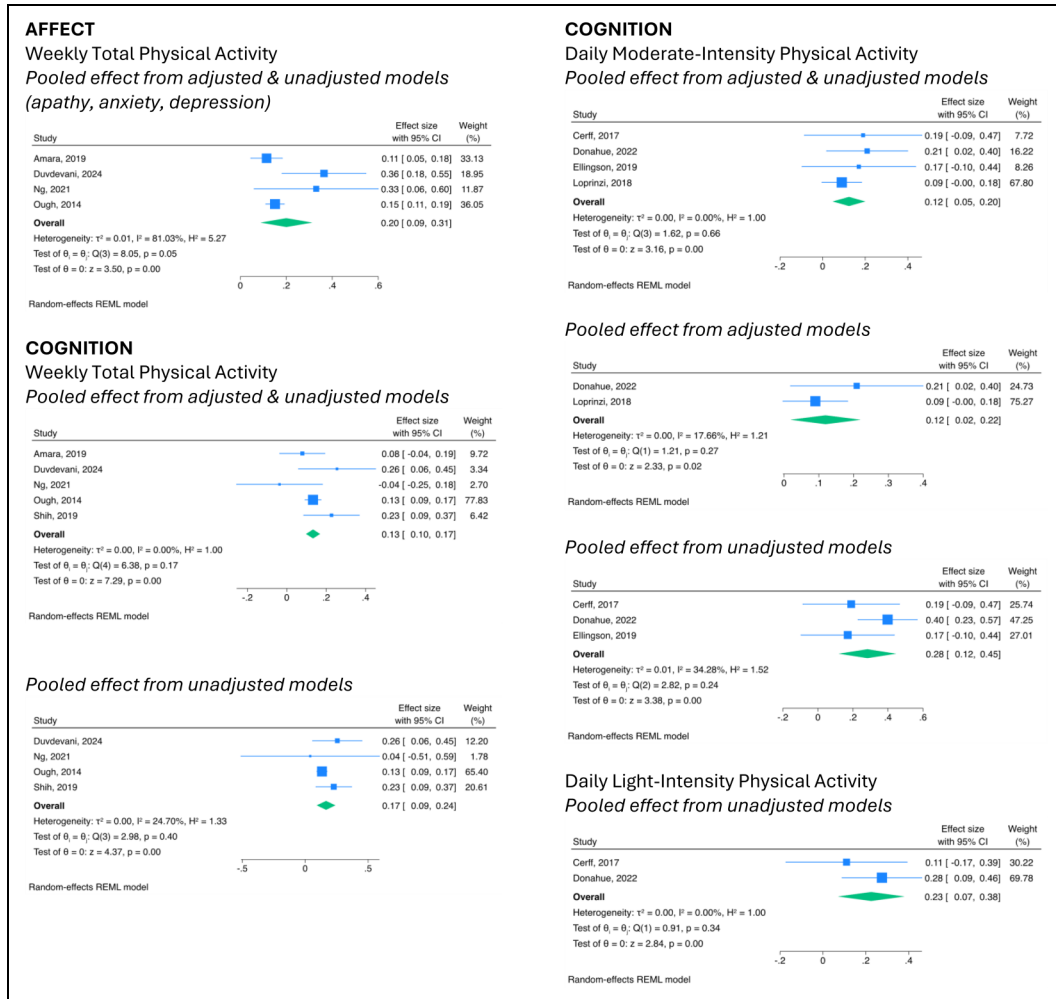 AFFECT
Weekly Total Physical Activity
Pooled effect from adjusted & unadjusted models
(apathy, anxiety, depression)
Effect size Weight
Study with 95% CI (%)
Amara, 2019 0.11 [ 0.05, 0.18] 33.13
Duvdevani, 2024 0.36 [ 0.18, 0.55] 18.95
Ng, 2021 0.33 [ 0.06, 0.60] 11.87
Ough, 2014 0.15 [ 0.11, 0.19] 36.05
Overall 0.20 [ 0.09, 0.31]
Heterogeneity: τ² = 0.01, I² = 81.03%, H² = 5.27
Test of θᵢ = θⱼ: Q(3) = 8.05, p = 0.05
Test of θ = 0: z = 3.50, p = 0.00
0 .2 .4 .6
Random-effects REML model
COGNITION
Weekly Total Physical Activity
Pooled effect from adjusted & unadjusted models
Effect size Weight
Study with 95% CI (%)
Amara, 2019 0.08 [ -0.04, 0.19] 9.72
Duvdevani, 2024 0.26 [ 0.06, 0.45] 3.34
Ng, 2021 -0.04 [ -0.25, 0.18] 2.70
Ough, 2014 0.13 [ 0.09, 0.17] 77.83
Shih, 2019 0.23 [ 0.09, 0.37] 6.42
Overall 0.13 [ 0.10, 0.17]
Heterogeneity: τ² = 0.00, I² = 0.00%, H² = 1.00
Test of θᵢ = θⱼ: Q(4) = 6.38, p = 0.17
Test of θ = 0: z = 7.29, p = 0.00
-.2 0 .2 .4
Random-effects REML model
Pooled effect from unadjusted models
Effect size Weight
Study with 95% CI (%)
Duvdevani, 2024 0.26 [ 0.06, 0.45] 12.20
Ng, 2021 0.04 [ -0.51, 0.59] 1.78
Ough, 2014 0.13 [ 0.09, 0.17] 65.40
Shih, 2019 0.23 [ 0.09, 0.37] 20.61
Overall 0.17 [ 0.09, 0.24]
Heterogeneity: τ² = 0.00, I² = 24.70%, H² = 1.33
Test of θᵢ = θⱼ: Q(3) = 2.98, p = 0.40
Test of θ = 0: z = 4.37, p = 0.00
-.5 0 .5
Random-effects REML model
COGNITION
Daily Moderate-Intensity Physical Activity
Pooled effect from adjusted & unadjusted models
Effect size Weight
Study with 95% CI (%)
Cerff, 2017 0.19 [ -0.09, 0.47] 7.72
Donahue, 2022 0.21 [ 0.02, 0.40] 16.22
Ellingson, 2019 0.17 [ -0.10, 0.44] 8.26
Loprinzi, 2018 0.09 [ -0.00, 0.18] 67.80
Overall 0.12 [ 0.05, 0.20]
Heterogeneity: τ² = 0.00, I² = 0.00%, H² = 1.00
Test of θᵢ = θⱼ: Q(3) = 1.62, p = 0.66
Test of θ = 0: z = 3.16, p = 0.00
-.2 0 .2 .4
Random-effects REML model
Pooled effect from adjusted models
Effect size Weight
Study with 95% CI (%)
Donahue, 2022 0.21 [ 0.02, 0.40] 24.73
Loprinzi, 2018 0.09 [ -0.00, 0.18] 75.27
Overall 0.12 [ 0.02, 0.22]
Heterogeneity: τ² = 0.00, I² = 17.66%, H² = 1.21
Test of θᵢ = θⱼ: Q(1) = 1.21, p = 0.27
Test of θ = 0: z = 2.33, p = 0.02
0 .1 .2 .3 .4
Random-effects REML model
Pooled effect from unadjusted models
Effect size Weight
Study with 95% CI (%)
Cerff, 2017 0.19 [ -0.09, 0.47] 25.74
Donahue, 2022 0.40 [ 0.23, 0.57] 47.25
Ellingson, 2019 0.17 [ -0.10, 0.44] 27.01
Overall 0.28 [ 0.12, 0.45]
Heterogeneity: τ² = 0.01, I² = 34.28%, H² = 1.52
Test of θᵢ = θⱼ: Q(2) = 2.82, p = 0.24
Test of θ = 0: z = 3.38, p = 0.00
-.2 0 .2 .4 .6
Random-effects REML model
Daily Light-Intensity Physical Activity
Pooled effect from unadjusted models
Effect size Weight
Study with 95% CI (%)
Cerff, 2017 0.11 [ -0.17, 0.39] 30.22
Donahue, 2022 0.28 [ 0.09, 0.46] 69.78
Overall 0.23 [ 0.07, 0.38]
Heterogeneity: τ² = 0.00, I² = 0.00%, H² = 1.00
Test of θᵢ = θⱼ: Q(1) = 0.91, p = 0.34
Test of θ = 0: z = 2.84, p = 0.00
-.2 0 .2 .4
Random-effects REML model